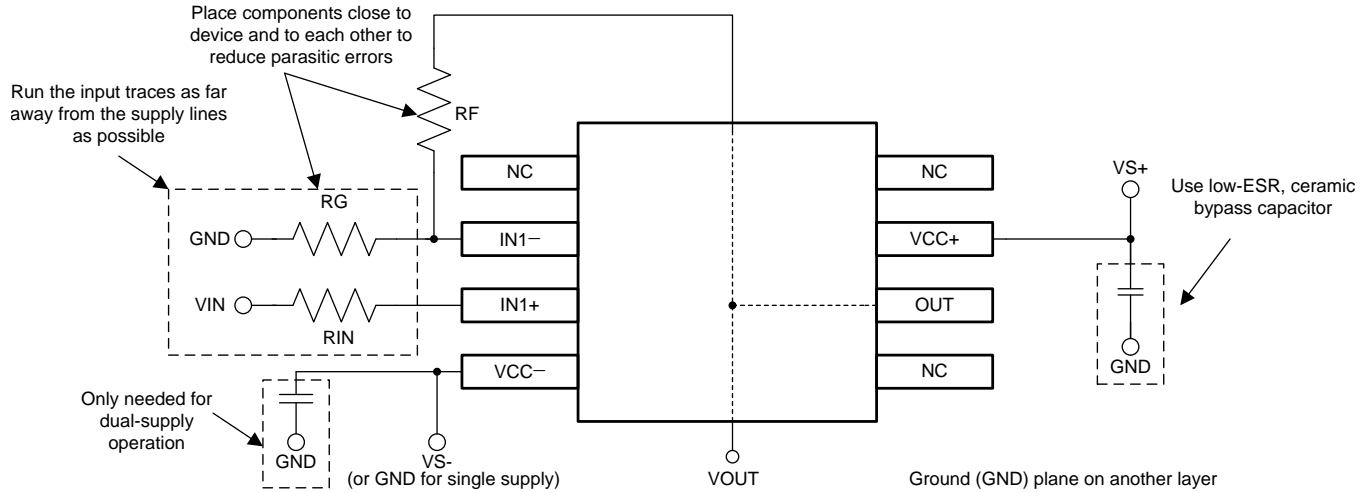 Place components close to
device and to each other to
reduce parasitic errors
Run the input traces as far
away from the supply lines
as possible
RF
NC
NC
VS+
Use low-ESR, ceramic
bypass capacitor
RG
GND
IN1−
VCC+
VIN
IN1+
OUT
RIN
GND
VCC−
NC
Only needed for
dual-supply
operation
GND
VS-
(or GND for single supply)
VOUT
Ground (GND) plane on another layer